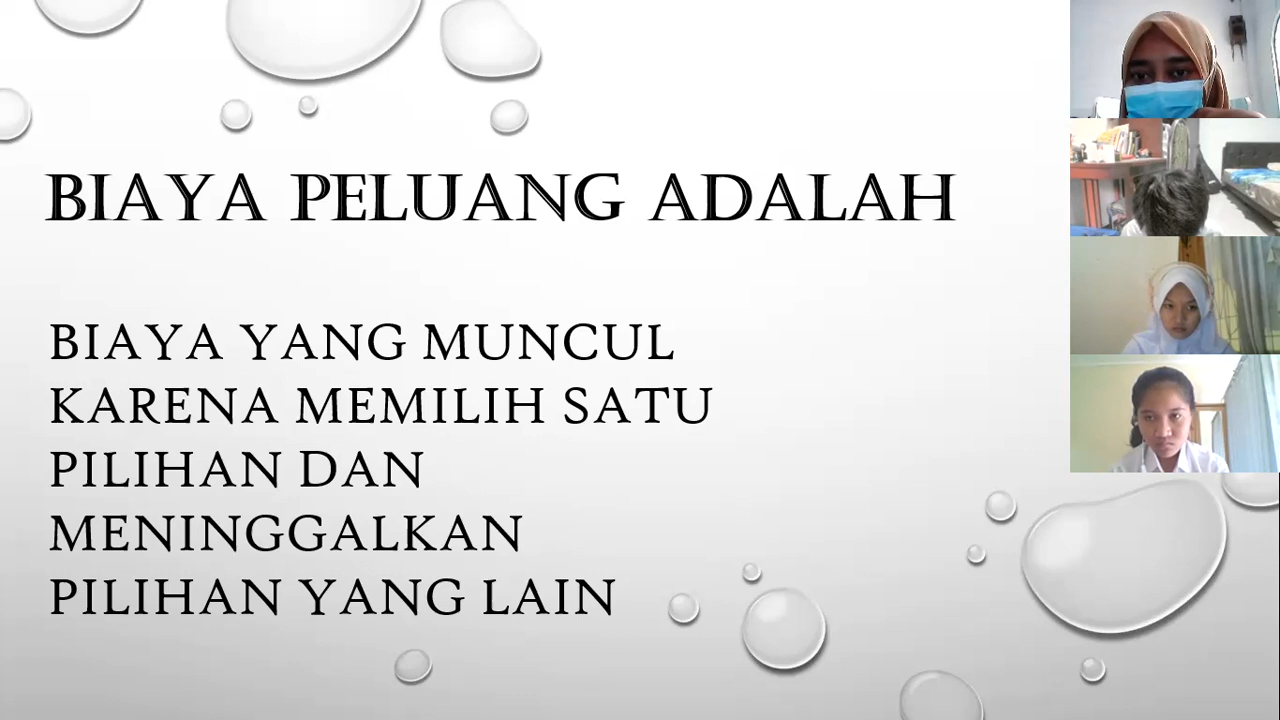 BIAYA PELUANG ADALAH
BIAYA YANG MUNCUL
KARENA MEMILIH SATU
PILIHAN DAN
MENINGGALKAN
PILIHAN YANG LAIN